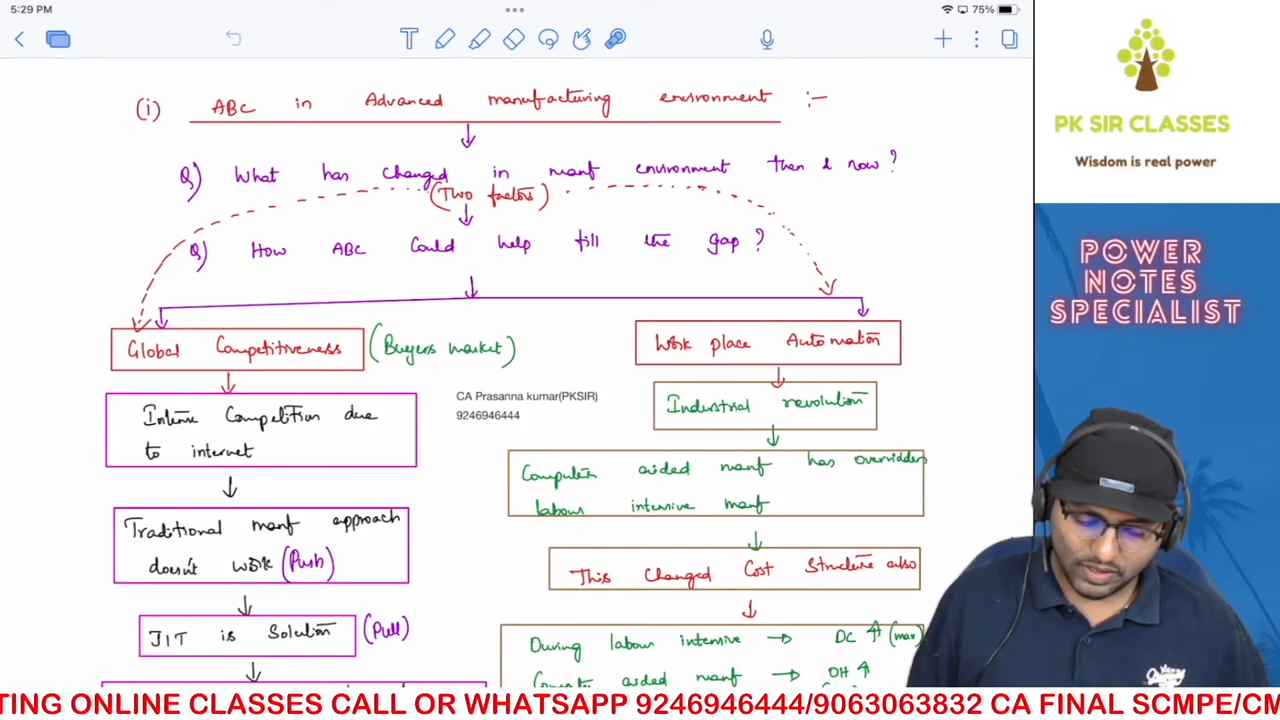 5:29 PM
75%
(i) ABC in Advanced manufacturing environment :-
Q) What has changed in manf environment then & now?
(Two factors)
Q) How ABC Could help fill the gap?
Global Competitiveness (Buyers market)
Intense Competition due
to internet
Traditional manf approach
doesn't work (Push)
JIT is Solution (Pull)
CA Prasanna kumar(PKSIR)
9246946444
Work place Automation
Industrial revolution
Computer aided manf has overridden
labour intensive manf
This Changed Cost Structure also
During labour intensive → DC ↑ (max)
Computer aided manf → OH ↑
PK SIR CLASSES
Wisdom is real power
POWER
NOTES
SPECIALIST
TING ONLINE CLASSES CALL OR WHATSAPP 9246946444/9063063832 CA FINAL SCMPE/CM